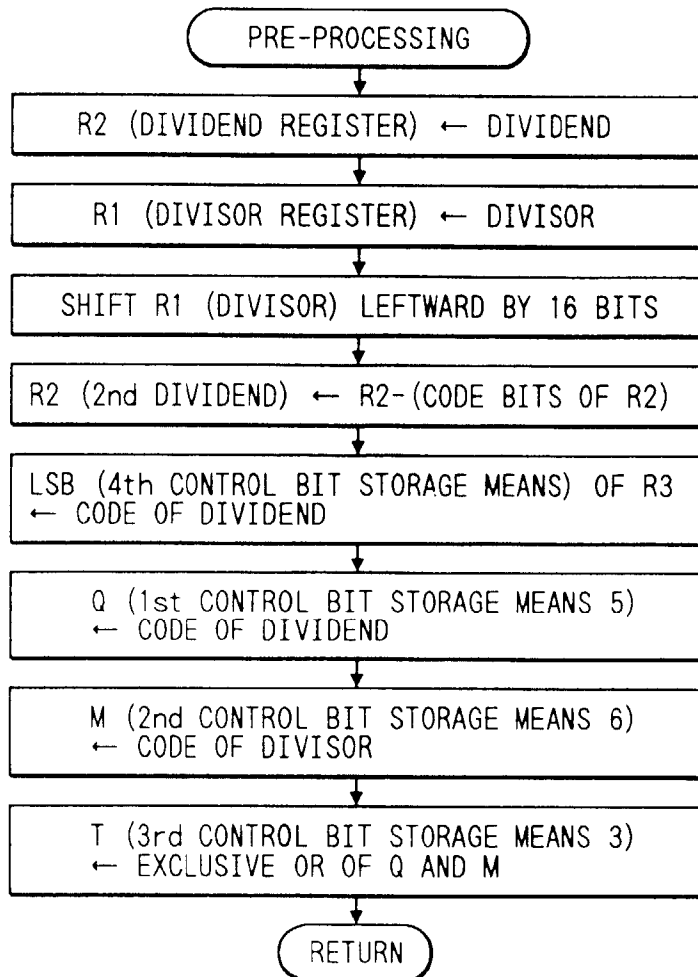 PRE-PROCESSING
R2 (DIVIDEND REGISTER) ← DIVIDEND
R1 (DIVISOR REGISTER) ← DIVISOR
SHIFT R1 (DIVISOR) LEFTWARD BY 16 BITS
R2 (2nd DIVIDEND) ← R2-(CODE BITS OF R2)
LSB (4th CONTROL BIT STORAGE MEANS) OF R3
← CODE OF DIVIDEND
Q (1st CONTROL BIT STORAGE MEANS 5)
← CODE OF DIVIDEND
M (2nd CONTROL BIT STORAGE MEANS 6)
← CODE OF DIVISOR
T (3rd CONTROL BIT STORAGE MEANS 3)
← EXCLUSIVE OR OF Q AND M
RETURN